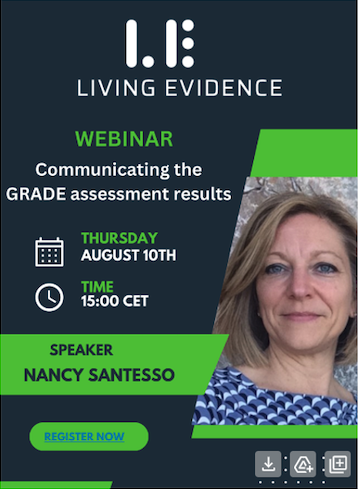 LE
LIVING EVIDENCE
WEBINAR
Communicating the
GRADE assessment results
THURSDAY
AUGUST 10TH
TIME
15:00 CET
SPEAKER
NANCY SANTESSO
REGISTER NOW